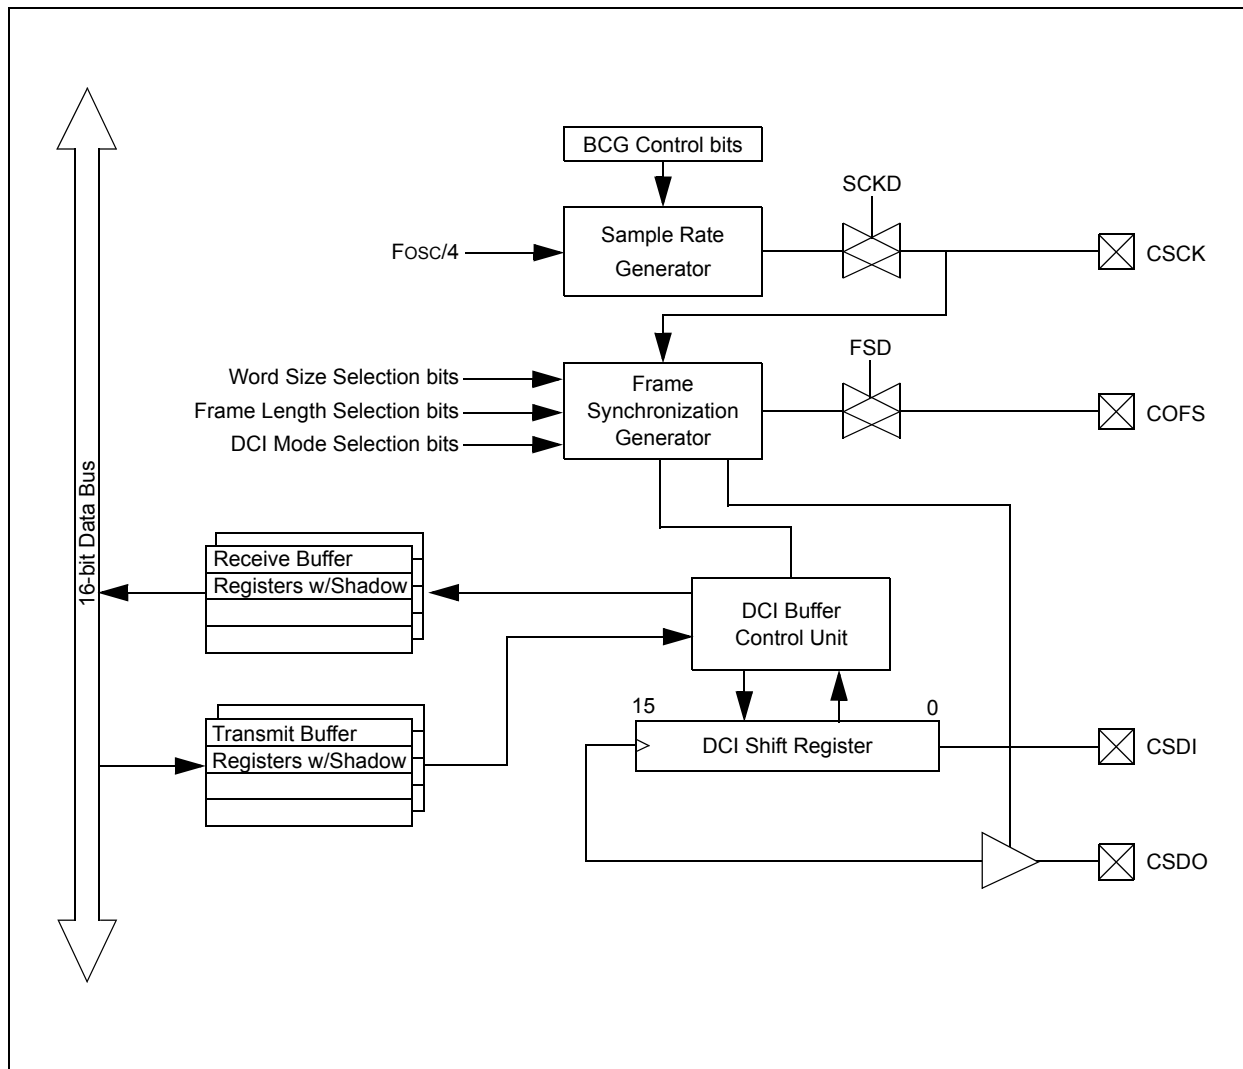 BCG Control bits
SCKD
Sample Rate
Generator
FOSC/4
CSCK
FSD
Word Size Selection bits
Frame Length Selection bits
DCI Mode Selection bits
Frame
Synchronization
Generator
COFS
16-bit Data Bus
Receive Buffer
Registers w/Shadow
DCI Buffer
Control Unit
Transmit Buffer
Registers w/Shadow
15
0
DCI Shift Register
CSDI
CSDO